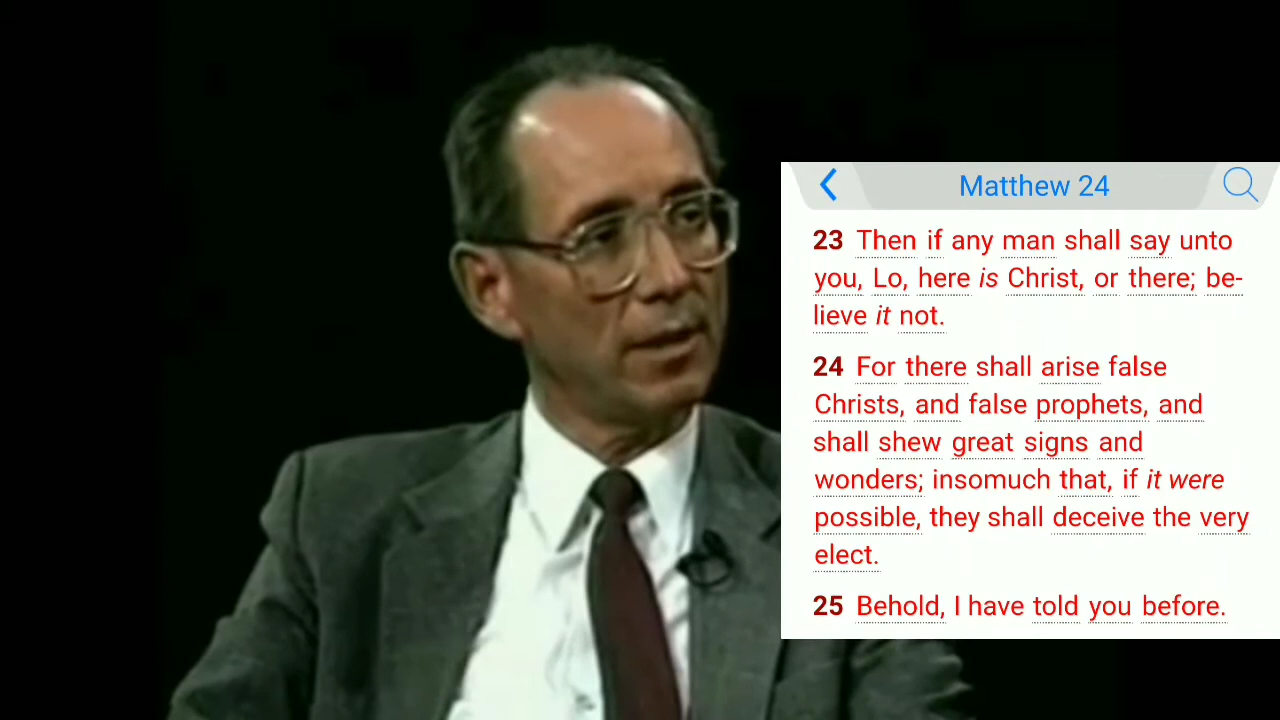 Matthew 24
23 Then if any man shall say unto
you, Lo, here is Christ, or there; be-
lieve it not.
24 For there shall arise false
Christs, and false prophets, and
shall shew great signs and
wonders; insomuch that, if it were
possible, they shall deceive the very
elect.
25 Behold, I have told you before.